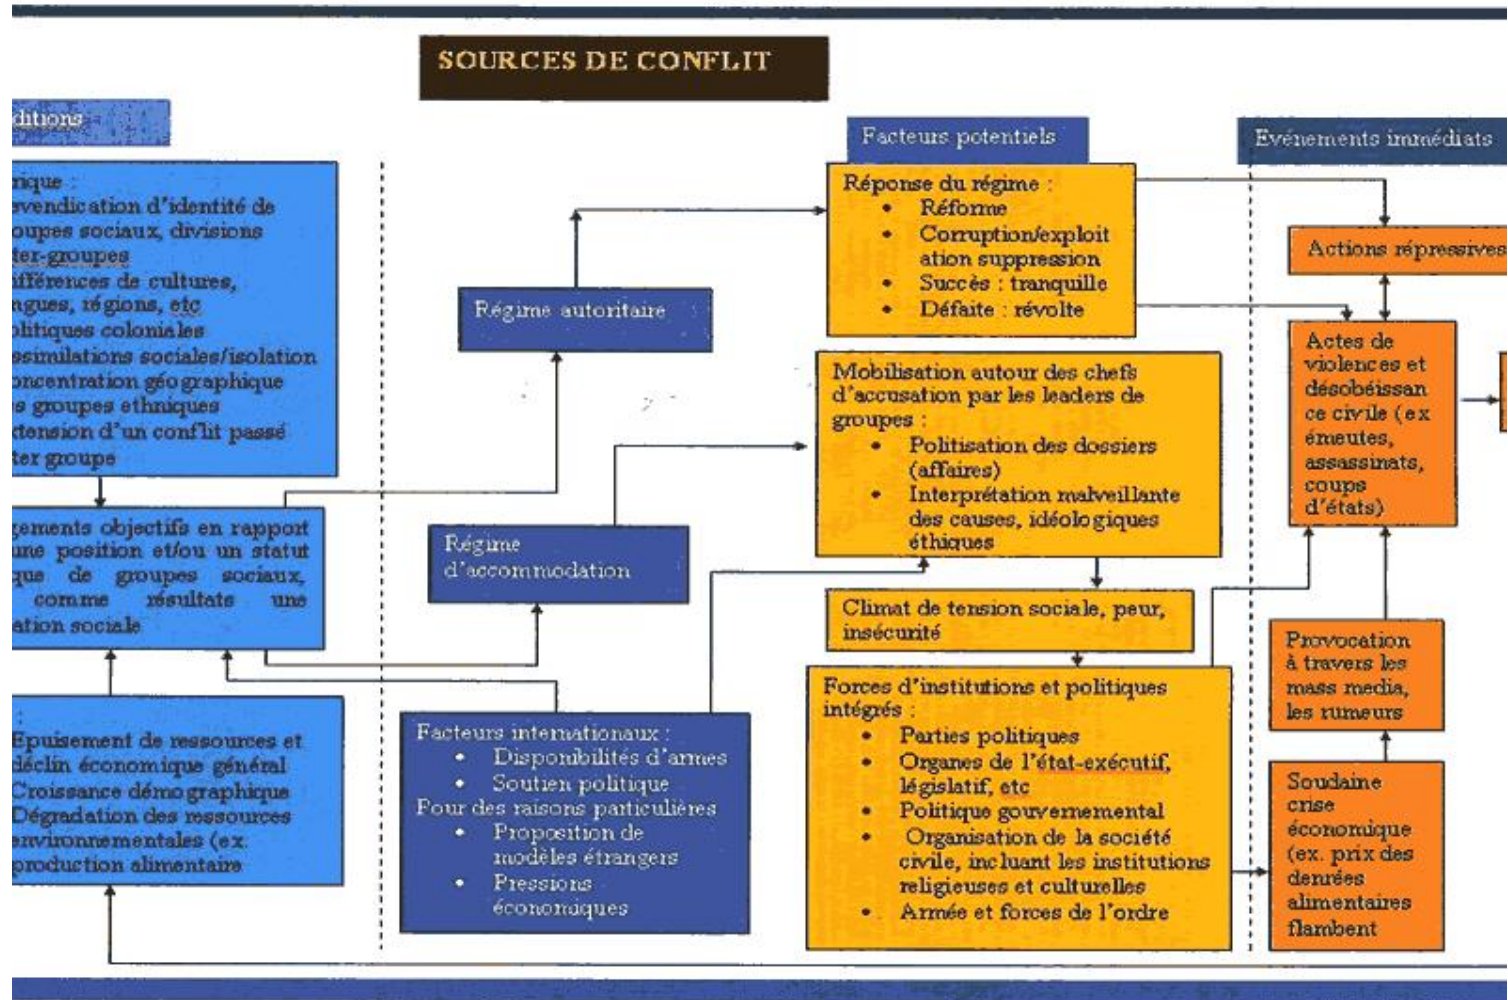 SOURCES DE CONFLIT
ditions
rique :
evendication d'identité de
oupes sociaux, divisions
ter-groupes
ifférences de cultures,
ngues, régions, etc
olitiques coloniales
ssimulations sociales/isolation
oncentration géographique
s groupes ethniques
xtension d'un conflit passé
ter groupe
gements objectifs en rapport
une position et/ou un statut
que de groupes sociaux,
comme résultats une
ation sociale
:
Epuisement de ressources et
déclin économique général
Croissance démographique
Dégradation des ressources
environnementales (ex.
production alimentaire
Régime autoritaire
Régime
d'accommodation
Facteurs internationaux :
• Disponibilités d'armes
• Soutien politique
Pour des raisons particulières
• Proposition de
modèles étrangers
• Pressions
économiques
Facteurs potentiels
Réponse du régime :
• Réforme
• Corruption/exploit
ation suppression
• Succès : tranquille
• Défaite : révolte
Mobilisation autour des chefs
d'accusation par les leaders de
groupes :
• Politisation des dossiers
(affaires)
• Interprétation malveillante
des causes, idéologiques
éthiques
Climat de tension sociale, peur,
insécurité
Forces d'institutions et politiques
intégrés :
• Parties politiques
• Organes de l'état-exécutif,
législatif, etc
• Politique gouvernemental
• Organisation de la société
civile, incluant les institutions
religieuses et culturelles
• Armée et forces de l'ordre
Evénements immédiats
Actions répressives
Actes de
violences et
désobéissan
ce civile (ex
émeutes,
assassinats,
coups
d'états)
Provocation
à travers les
mass media,
les rumeurs
Soudaine
crise
économique
(ex. prix des
denrées
alimentaires
flambent